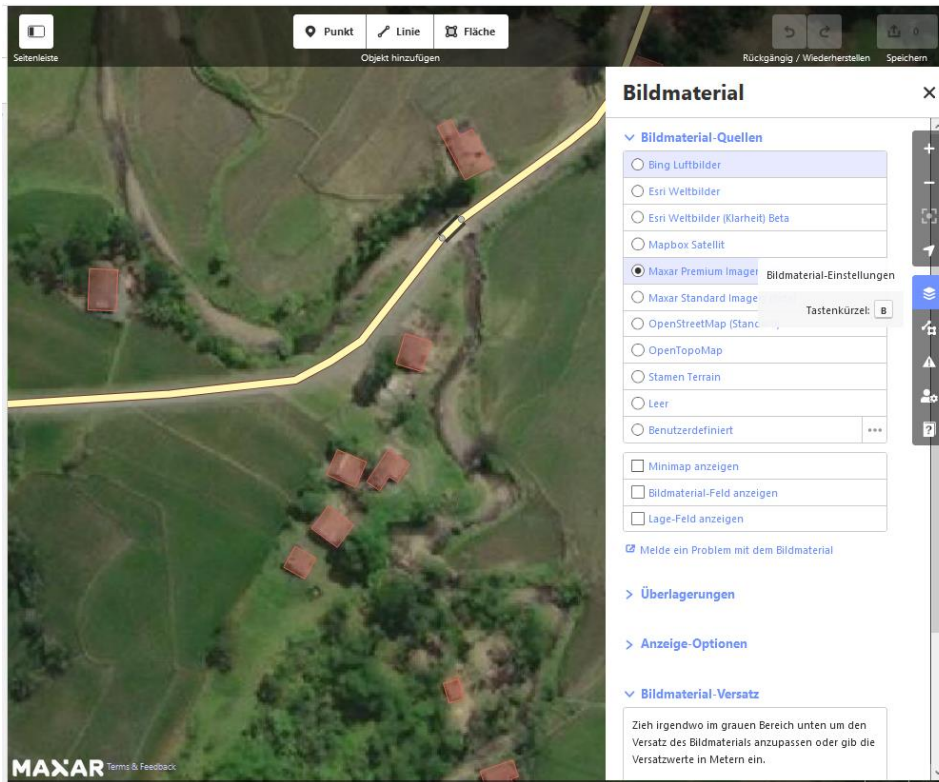 Punkt
Linie
Fläche
0
Seitenleiste
Objekt hinzufügen
Rückgängig / Wiederherstellen
Speichern
Bildmaterial
Bildmaterial-Quellen
Bing Luftbilder
Esri Weltbilder
Esri Weltbilder (Klarheit) Beta
Mapbox Satellit
Maxar Premium Imager
Bildmaterial-Einstellungen
Maxar Standard Image
Tastenkürzel: B
OpenStreetMap
OpenTopoMap
Stamen Terrain
Leer
Benutzerdefiniert
Minimap anzeigen
Bildmaterial-Feld anzeigen
Lage-Feld anzeigen
Melde ein Problem mit dem Bildmaterial
Überlagerungen
Anzeige-Optionen
Bildmaterial-Versatz
Zieh irgendwo im grauen Bereich unten um den
Versatz des Bildmaterials anzupassen oder gib die
Versatzwerte in Metern ein.
MAXAR Terms & Feedback